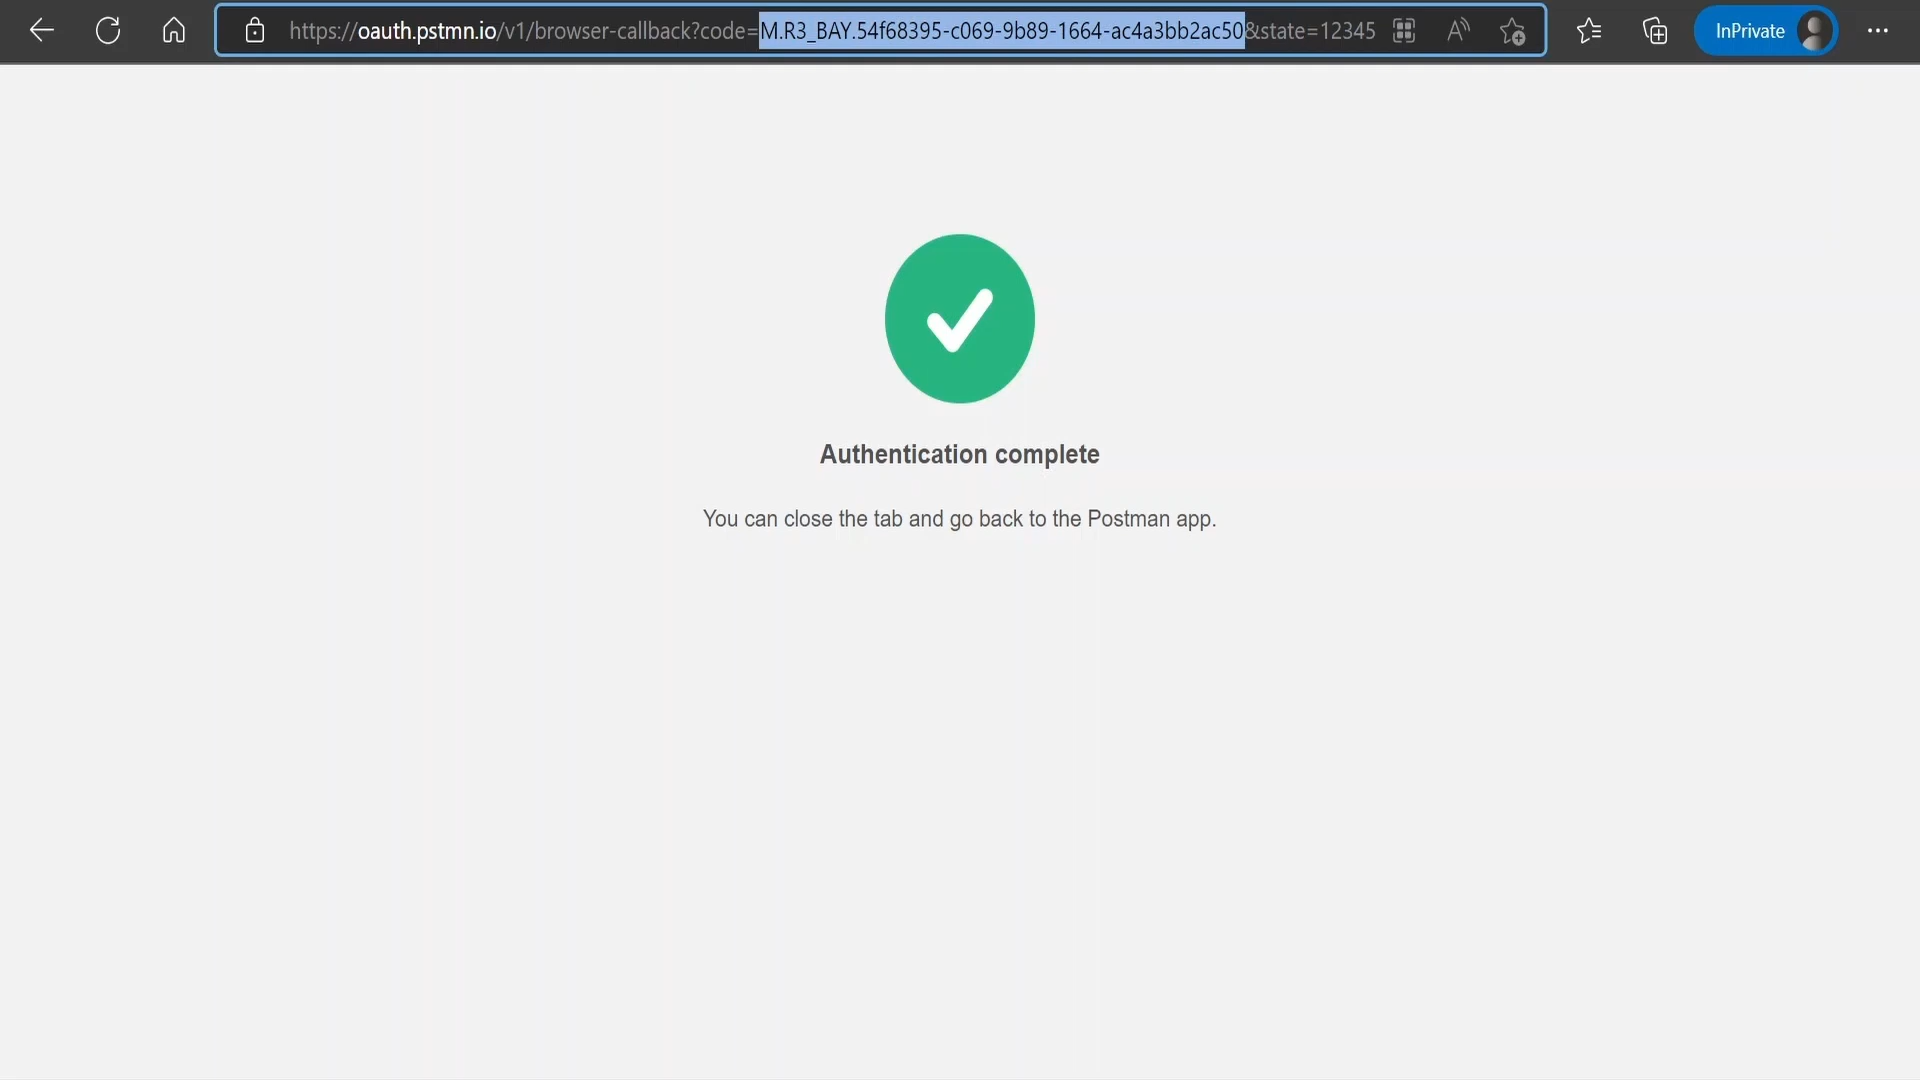 https://oauth.pstmn.io/v1/browser-callback?code=M.R3_BAY.54f68395-c069-9b89-1664-ac4a3bb2ac50&state=12345
InPrivate
Authentication complete
You can close the tab and go back to the Postman app.